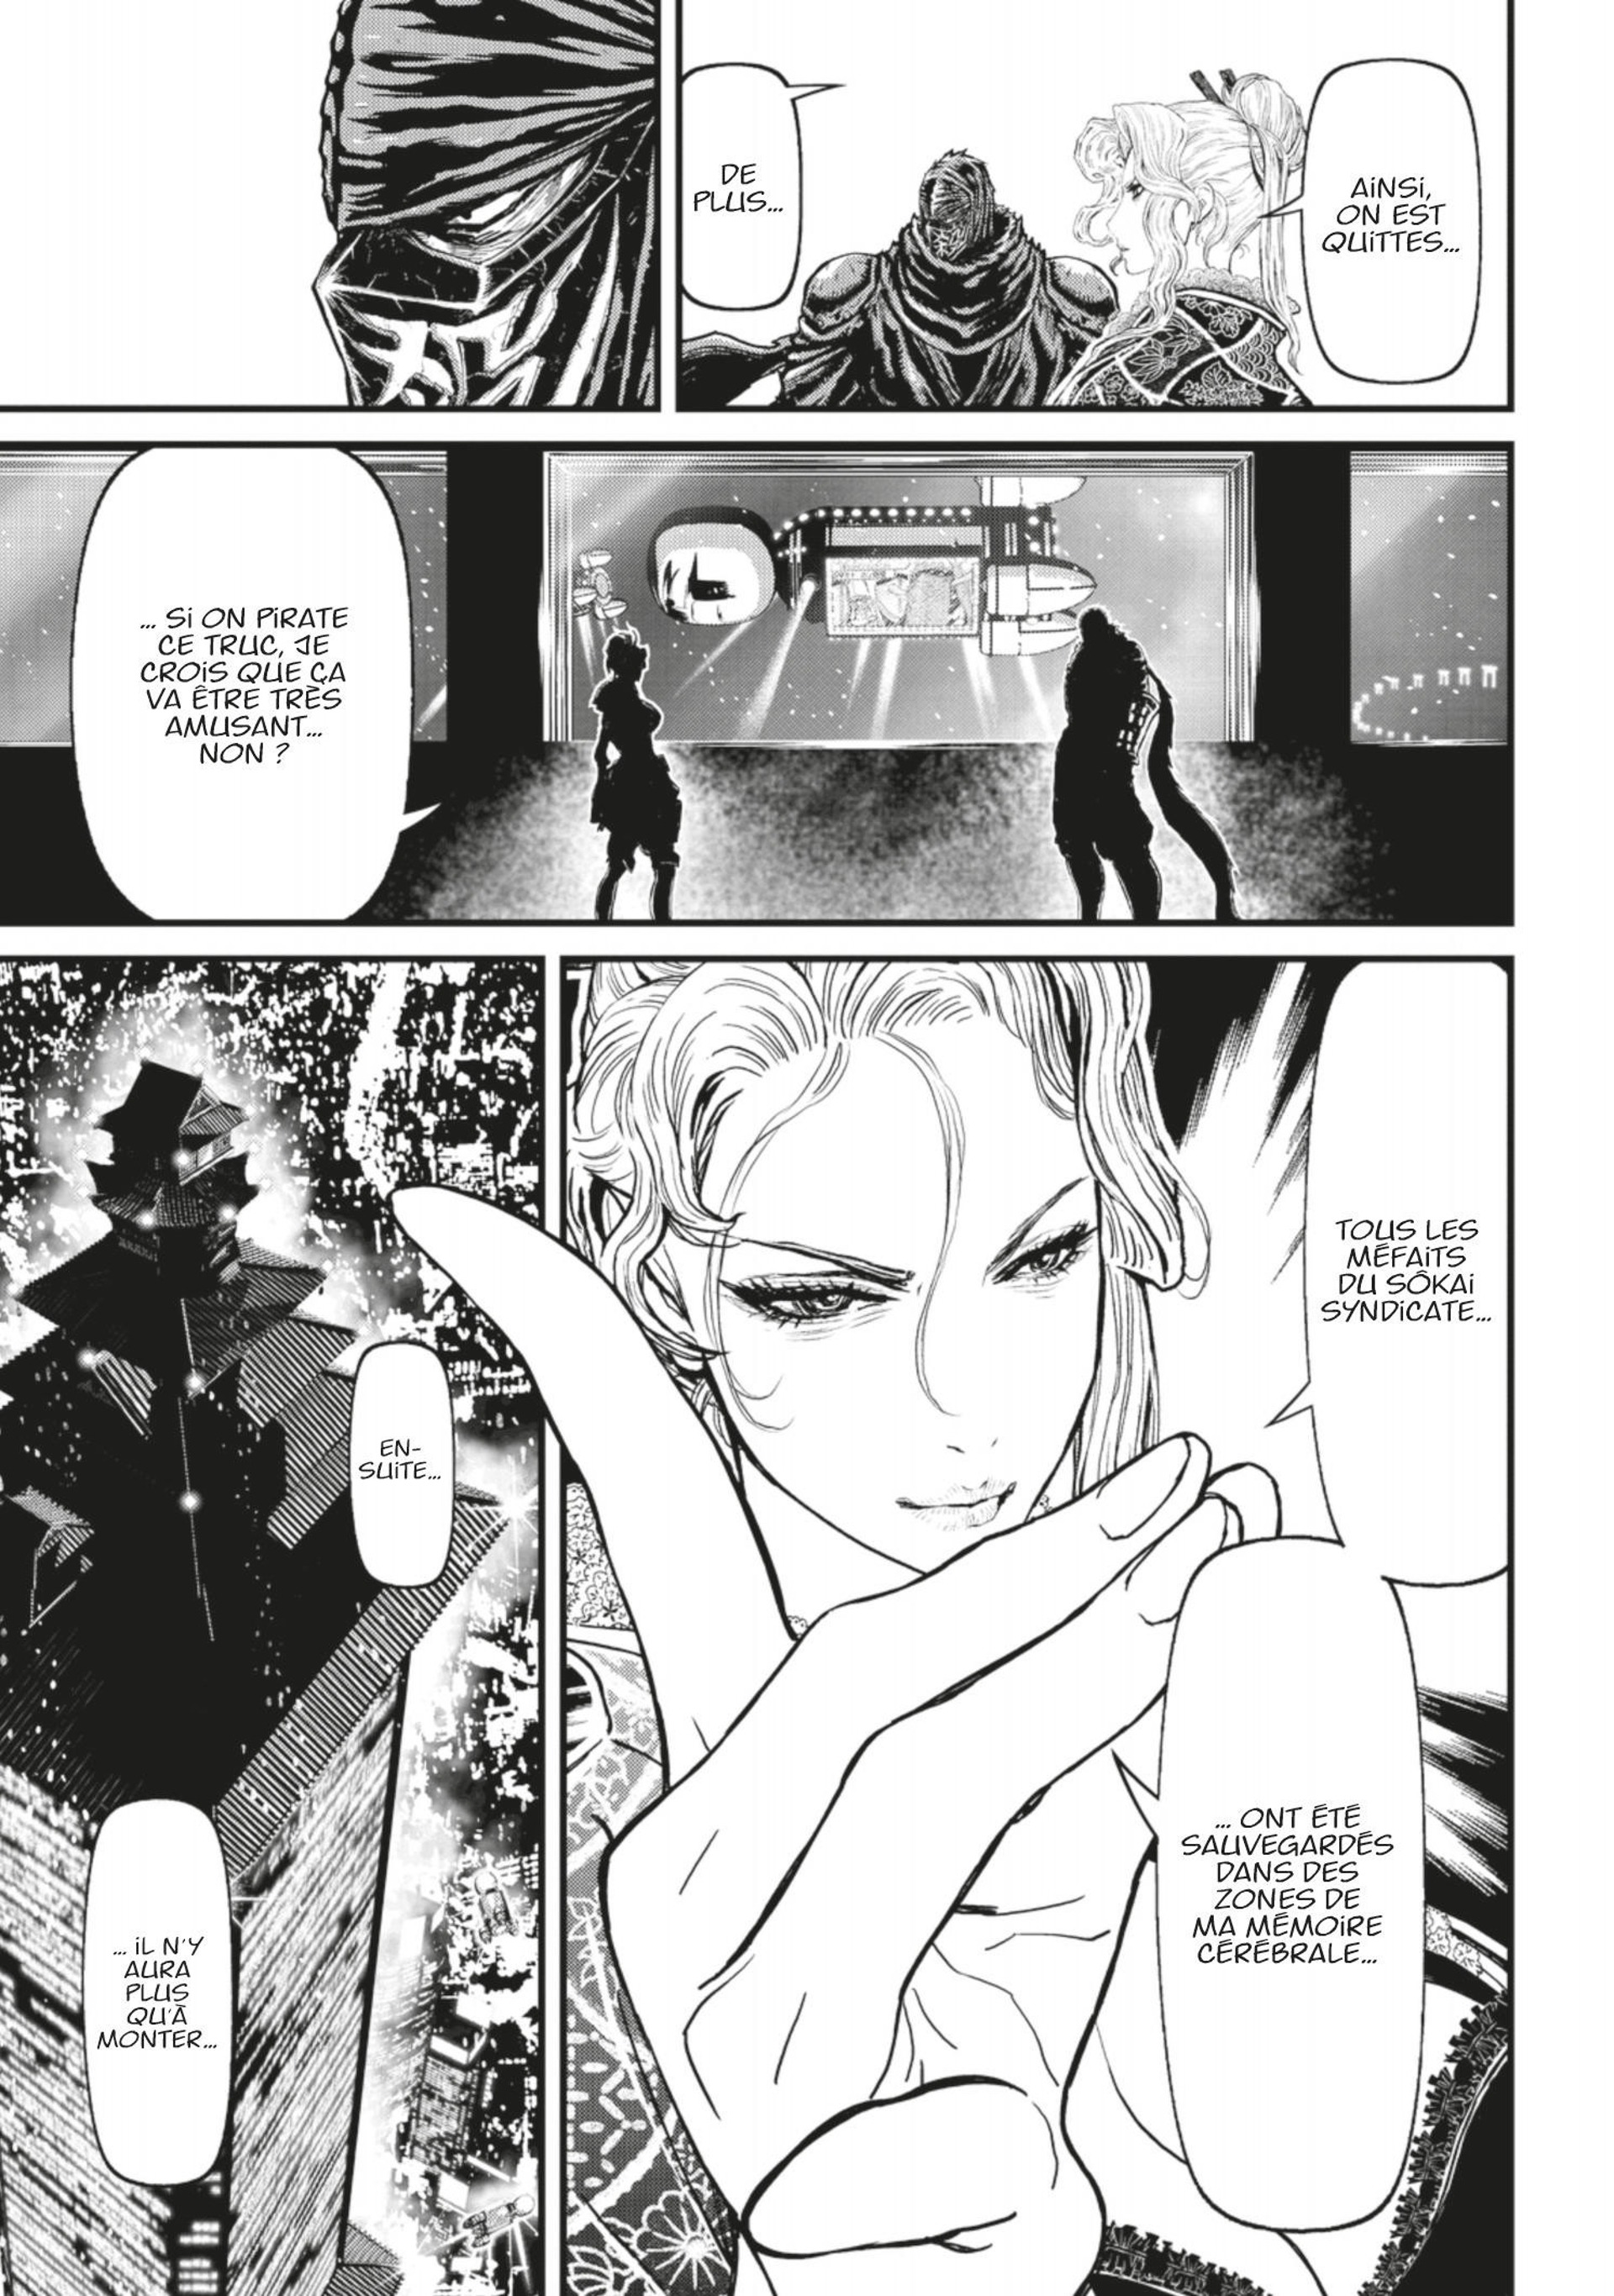 AINSI,
ON EST
QUITTES...
DE
PLUS...
... SI ON PIRATE
CE TRUC, JE
CROIS QUE ÇA
VA ÊTRE TRÈS
AMUSANT...
NON ?
TOUS LES
MÉFAITS
DU SÔKAI
SYNDICATE...
... ONT ÉTÉ
SAUVEGARDÉS
DANS DES
ZONES DE
MA MÉMOIRE
CÉRÉBRALE...
EN-
SUITE...
... IL N'Y
AURA
PLUS
QU'À
MONTER...